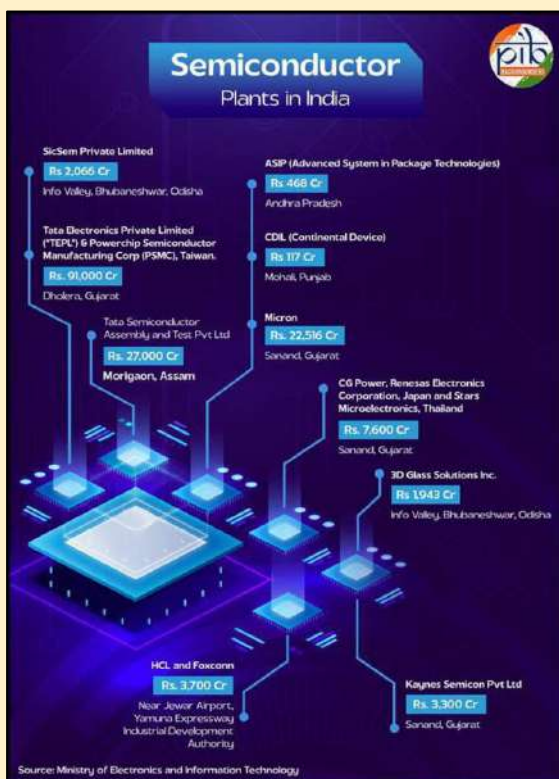 pib
Semiconductor
Plants in India
SicSem Private Limited
Rs 2,066 Cr
Info Valley, Bhubaneshwar, Odisha
Tata Electronics Private Limited
("TEPL") & Powerchip Semiconductor
Manufacturing Corp (PSMC), Taiwan.
Rs. 91,000 Cr
Dholera, Gujarat
Tata Semiconductor
Assembly and Test Pvt Ltd
Rs. 27,000 Cr
Morigaon, Assam
ASIP (Advanced System in Package Technologies)
Rs 468 Cr
Andhra Pradesh
CDIL (Continental Device)
Rs 117 Cr
Mohali, Punjab
Micron
Rs. 22,516 Cr
Sanand, Gujarat
CG Power, Renesas Electronics
Corporation, Japan and Stars
Microelectronics, Thailand
Rs. 7,600 Cr
Sanand, Gujarat
3D Glass Solutions Inc.
Rs 1,943 Cr
Info Valley, Bhubaneshwar, Odisha
HCL and Foxconn
Rs. 3,700 Cr
Near Jewar Airport,
Yamuna Expressway
Industrial Development
Authority
Kaynes Semicon Pvt Ltd
Rs. 3,300 Cr
Sanand, Gujarat
Source: Ministry of Electronics and Information Technology